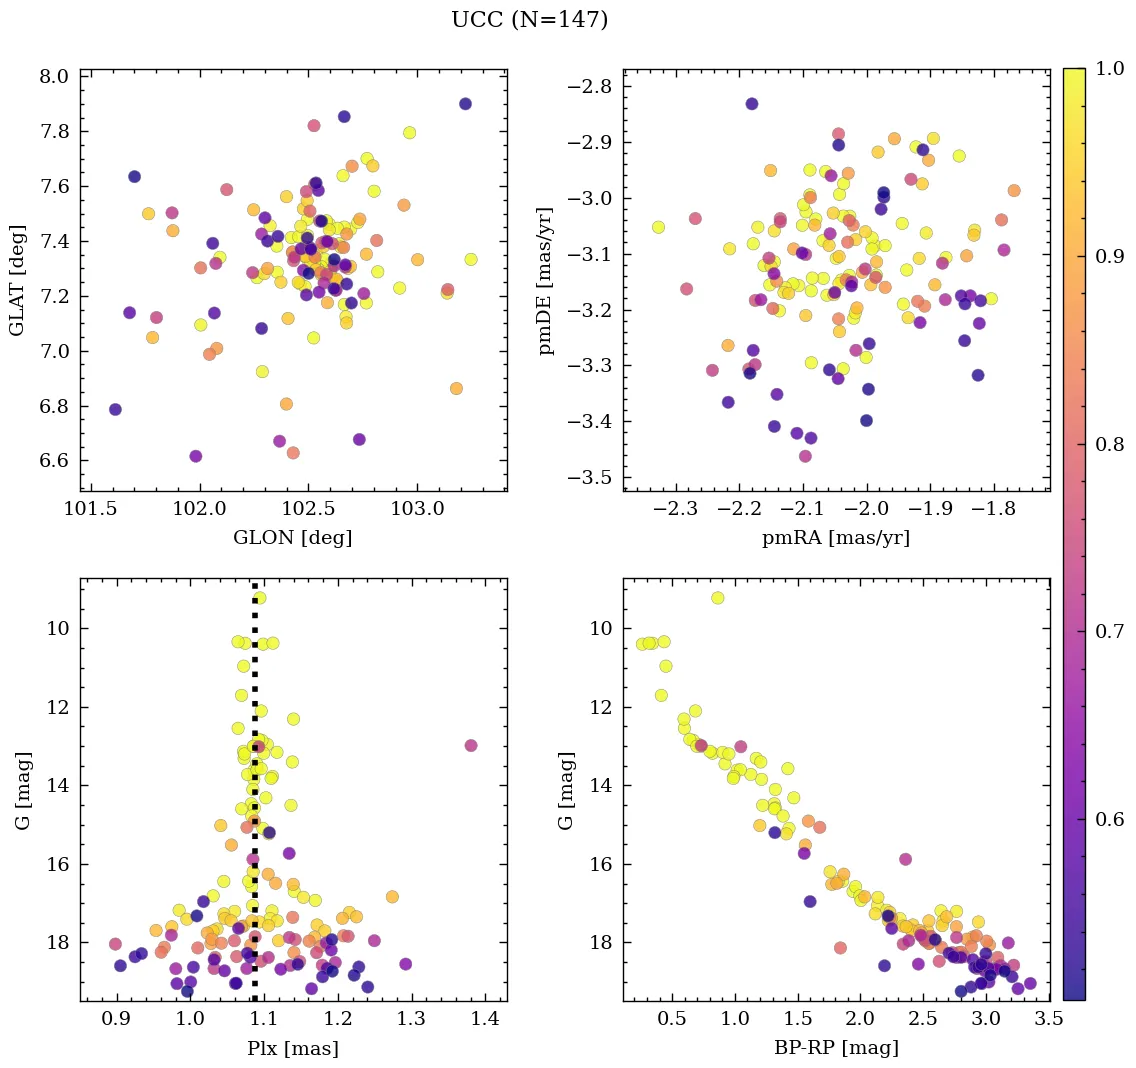 UCC (N=147)
8.0
7.8
7.6
7.4
7.2
7.0
6.8
6.6
GLAT [deg]
101.5 102.0 102.5 103.0
GLON [deg]
−2.8
−2.9
−3.0
−3.1
−3.2
−3.3
−3.4
−3.5
pmDE [mas/yr]
−2.3 −2.2 −2.1 −2.0 −1.9 −1.8
pmRA [mas/yr]
1.0
0.9
0.8
0.7
0.6
10
12
14
16
18
G [mag]
0.9 1.0 1.1 1.2 1.3 1.4
Plx [mas]
10
12
14
16
18
G [mag]
0.5 1.0 1.5 2.0 2.5 3.0 3.5
BP-RP [mag]